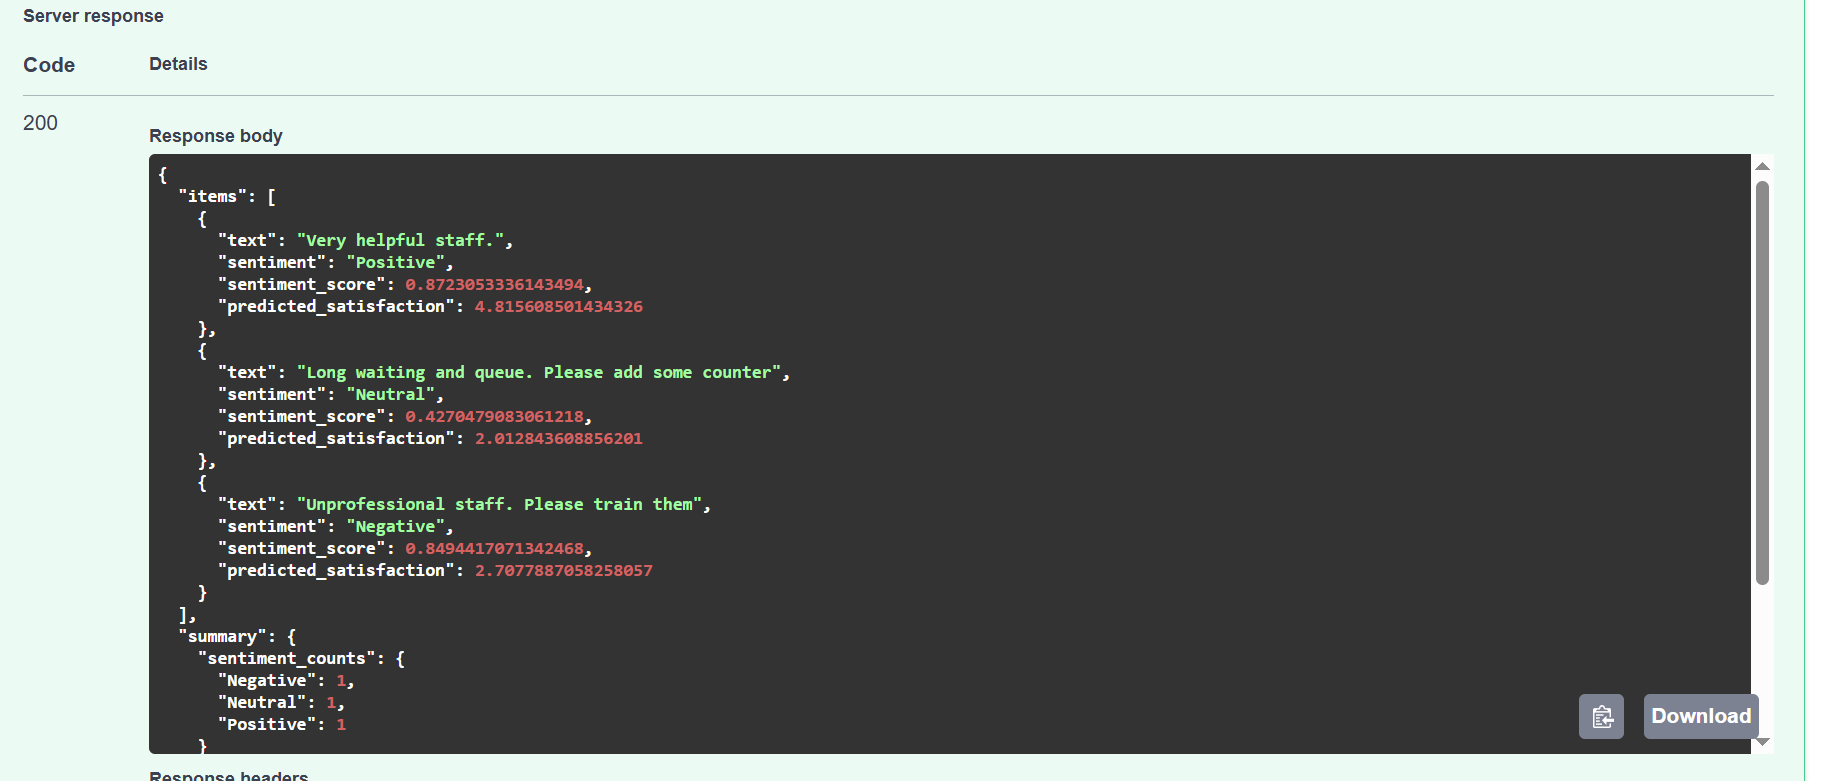 Server response
Code Details
200
Response body
{
  "items": [
    {
      "text": "Very helpful staff.",
      "sentiment": "Positive",
      "sentiment_score": 0.8723053336143494,
      "predicted_satisfaction": 4.815608501434326
    },
    {
      "text": "Long waiting and queue. Please add some counter",
      "sentiment": "Neutral",
      "sentiment_score": 0.4270479083061218,
      "predicted_satisfaction": 2.012843608856201
    },
    {
      "text": "Unprofessional staff. Please train them",
      "sentiment": "Negative",
      "sentiment_score": 0.8494417071342468,
      "predicted_satisfaction": 2.7077887058258057
    }
  ],
  "summary": {
    "sentiment_counts": {
      "Negative": 1,
      "Neutral": 1,
      "Positive": 1
    }
Download
Response headers